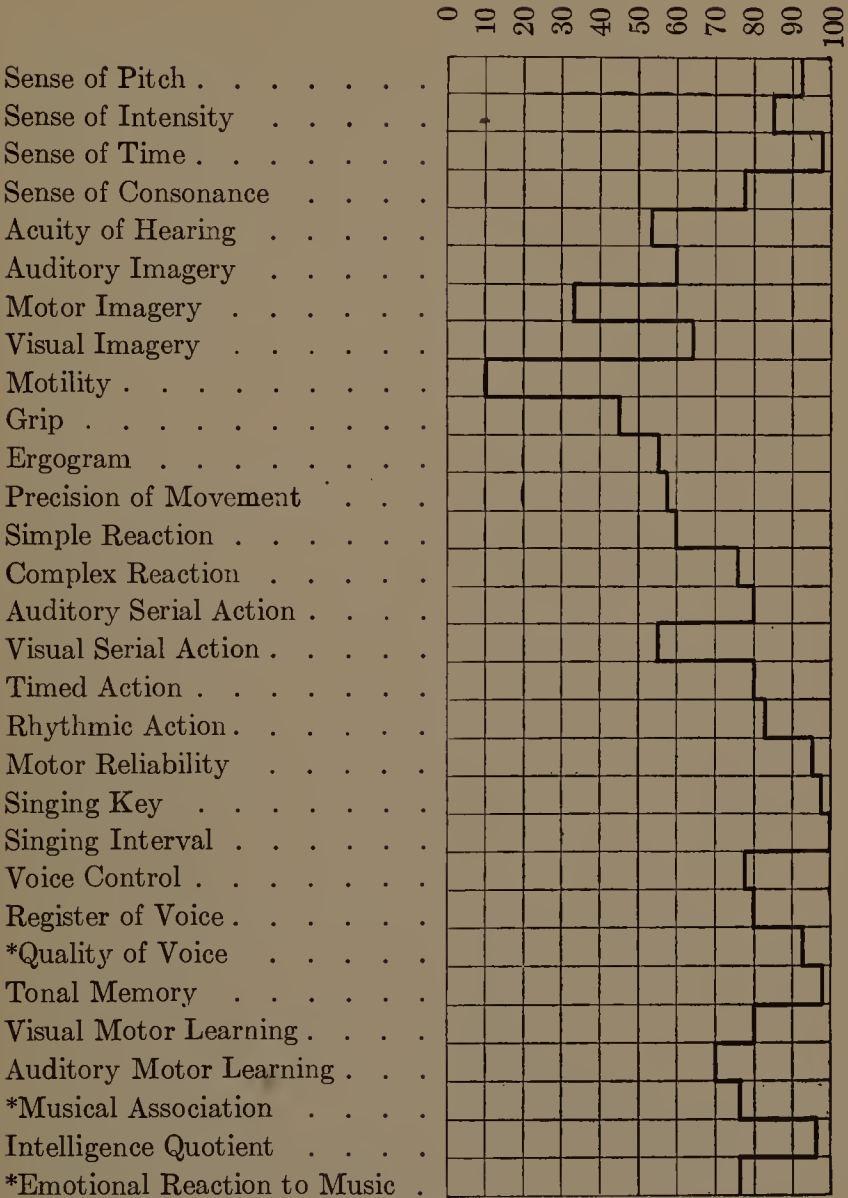 0 10 20 30 40 50 60 70 80 90 100
Sense of Pitch . . . . . . .
Sense of Intensity . . . . .
Sense of Time . . . . . . .
Sense of Consonance . . . .
Acuity of Hearing . . . . .
Auditory Imagery . . . . .
Motor Imagery . . . . . .
Visual Imagery . . . . . .
Motility . . . . . . . . .
Grip . . . . . . . . . .
Ergogram . . . . . . . .
Precision of Movement . . .
Simple Reaction . . . . . .
Complex Reaction . . . . .
Auditory Serial Action . . . .
Visual Serial Action . . . . .
Timed Action . . . . . . .
Rhythmic Action . . . . . .
Motor Reliability . . . . .
Singing Key . . . . . . .
Singing Interval . . . . . .
Voice Control . . . . . . .
Register of Voice . . . . . .
*Quality of Voice . . . . .
Tonal Memory . . . . . .
Visual Motor Learning . . . .
Auditory Motor Learning . . .
*Musical Association . . . .
Intelligence Quotient . . . .
*Emotional Reaction to Music .